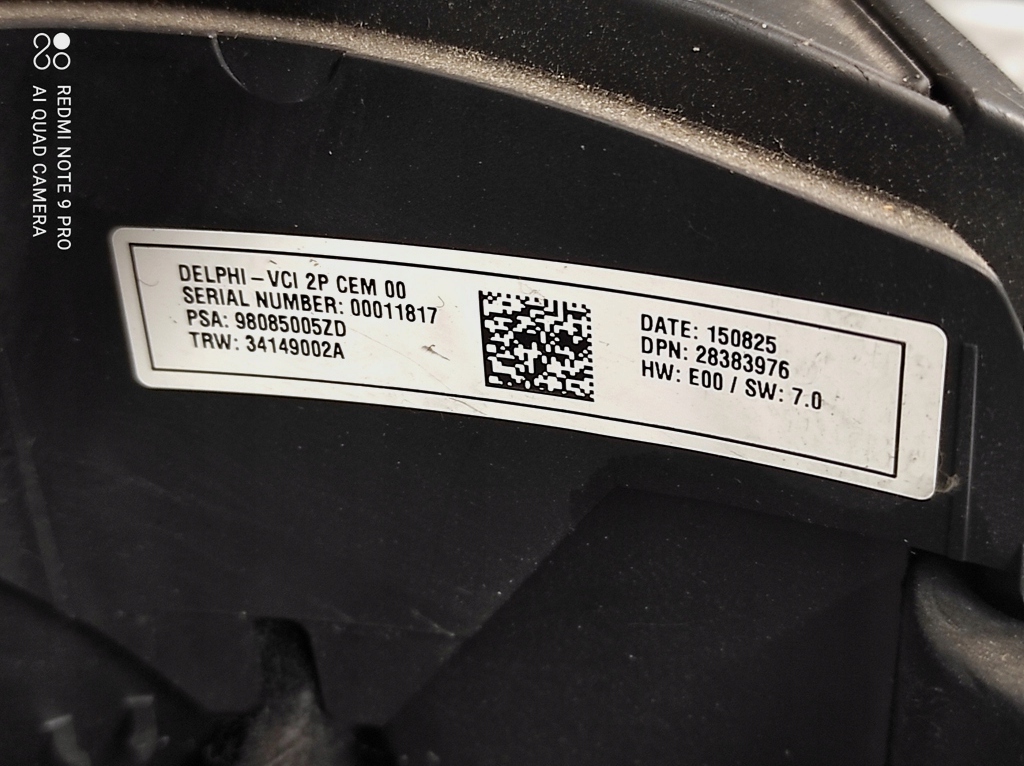 DELPHI – VCI 2P CEM 00
SERIAL NUMBER: 00011817
PSA: 98085005ZD
TRW: 34149002A
DATE: 150825
DPN: 28383976
HW: E00 / SW: 7.0
REDMI NOTE 9 PRO
AI QUAD CAMERA